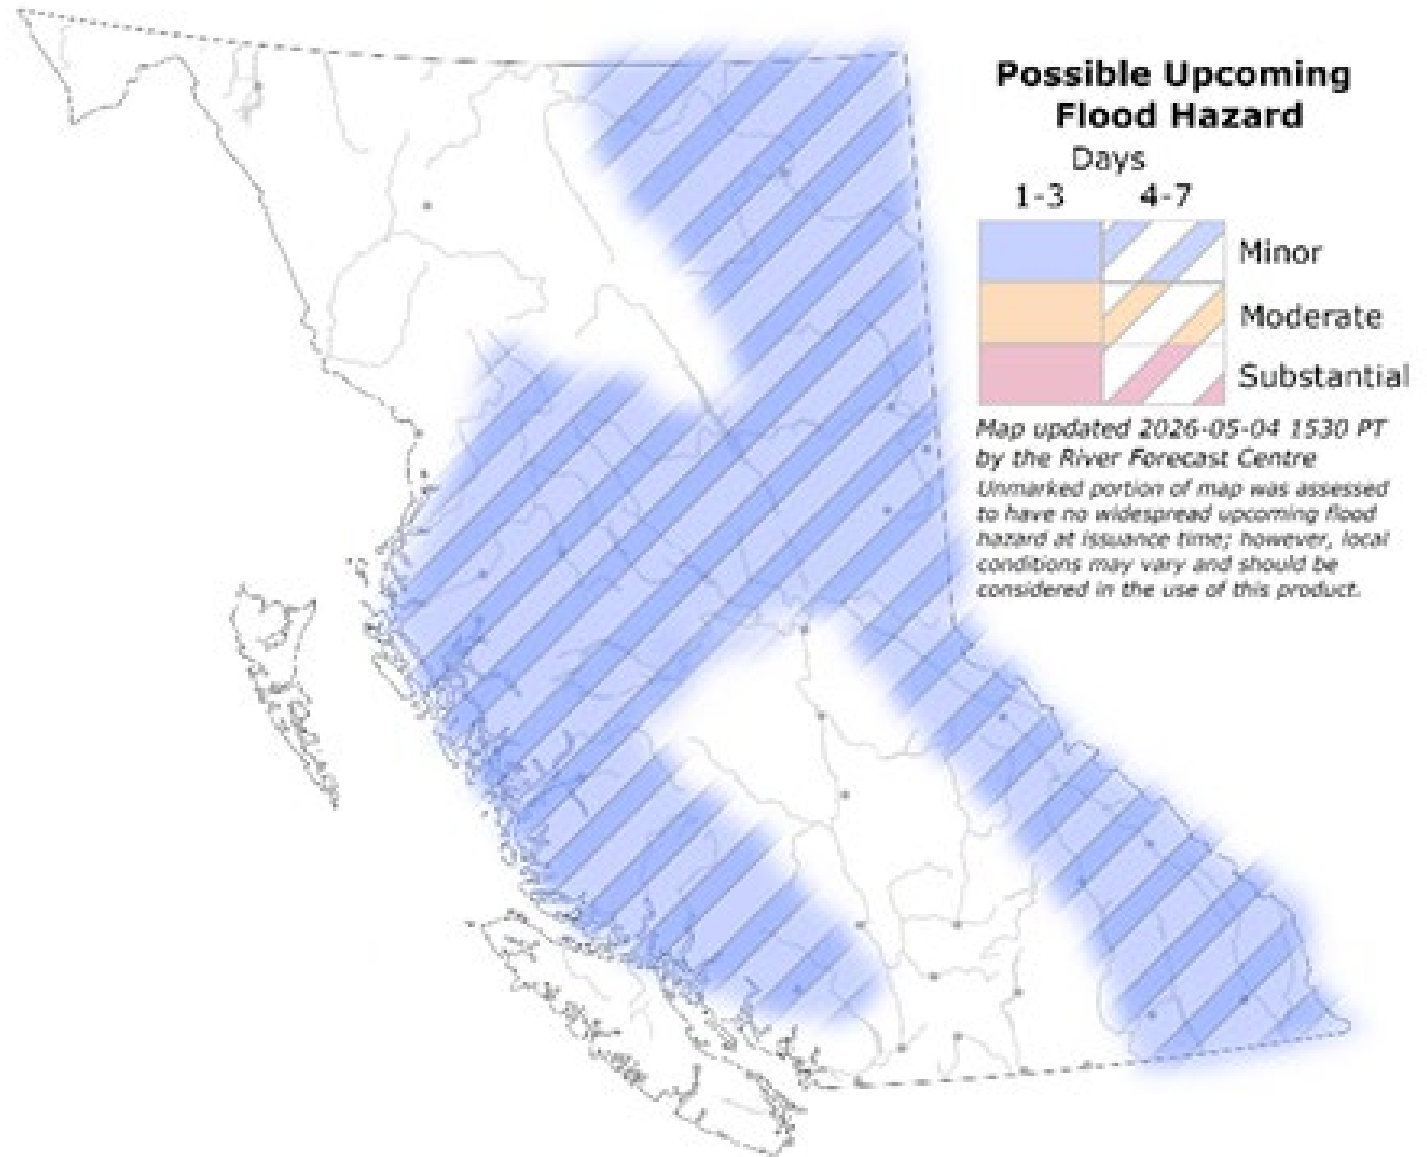 Possible Upcoming
Flood Hazard
Days
1-3 4-7
Minor
Moderate
Substantial
Map updated 2026-05-04 1530 PT
by the River Forecast Centre
Unmarked portion of map was assessed
to have no widespread upcoming flood
hazard at issuance time; however, local
conditions may vary and should be
considered in the use of this product.